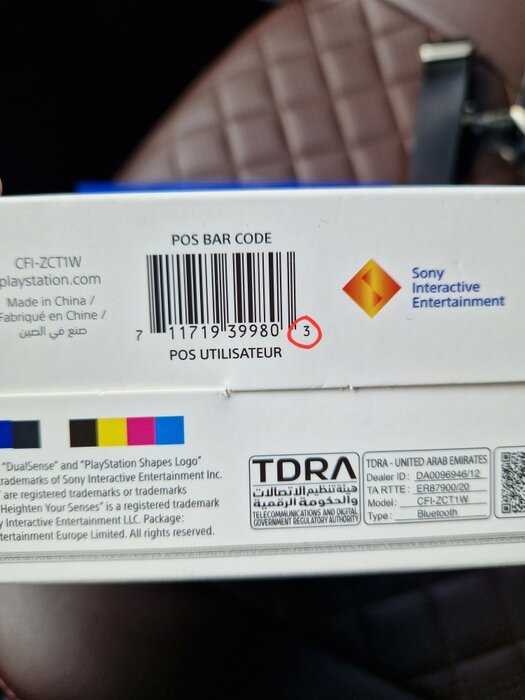 POS BAR CODE
7 11719 39980 3
POS UTILISATEUR
CFI-ZCT1W
playstation.com
Made in China /
Fabriqué en Chine /
صنع في الصين
Sony
Interactive
Entertainment
"DualSense" and "PlayStation Shapes Logo"
trademarks of Sony Interactive Entertainment Inc.
are registered trademarks or trademarks
Heighten Your Senses" is a registered trademark
Interactive Entertainment LLC. Package:
Entertainment Europe Limited. All rights reserved.
TDRA
هيئة تنظيم الاتصالات
والحكومة الرقمية
TELECOMMUNICATIONS AND DIGITAL
GOVERNMENT REGULATORY AUTHORITY
TDRA - UNITED ARAB EMIRATES
Dealer ID: DA0096946/12
TA RTTE: ER87900/20
Model: CFI-ZCT1W
Type: Bluetooth